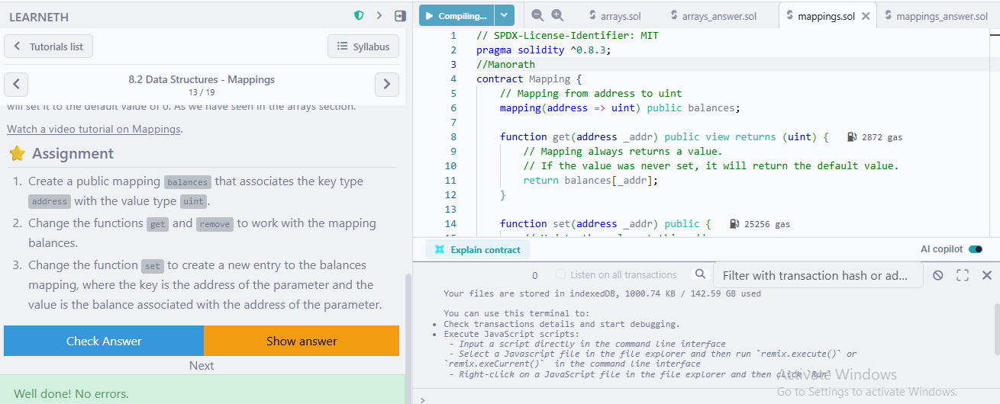 LEARNETH
Tutorials list
Syllabus
8.2 Data Structures - Mappings
13 / 19
will set it to the default value of 0. As we have seen in the arrays section.
Watch a video tutorial on Mappings.
Assignment
1. Create a public mapping balances that associates the key type
address with the value type uint.
2. Change the functions get and remove to work with the mapping
balances.
3. Change the function set to create a new entry to the balances
mapping, where the key is the address of the parameter and the
value is the balance associated with the address of the parameter.
Check Answer
Show answer
Next
Well done! No errors.
Compiling...
arrays.sol
arrays_answer.sol
mappings.sol
mappings_answer.sol
1 // SPDX-License-Identifier: MIT
2 pragma solidity ^0.8.3;
3 //Manorath
4 contract Mapping {
5 // Mapping from address to uint
6 mapping(address => uint) public balances;
7
8 function get(address _addr) public view returns (uint) { 2872 gas
9 // Mapping always returns a value.
10 // If the value was never set, it will return the default value.
11 return balances[_addr];
12 }
13
14 function set(address _addr) public { 25256 gas
Explain contract
AI copilot
0
Listen on all transactions
Filter with transaction hash or ad...
Your files are stored in indexedDB, 1000.74 KB / 142.59 GB used
You can use this terminal to:
• Check transactions details and start debugging.
• Execute JavaScript scripts:
- Input a script directly in the command line interface
- Select a Javascript file in the file explorer and then run `remix.execute()` or
`remix.exeCurrent()` in the command line interface
- Right-click on a JavaScript file in the file explorer and then click `Run`
>
Activate Windows
Go to Settings to activate Windows.